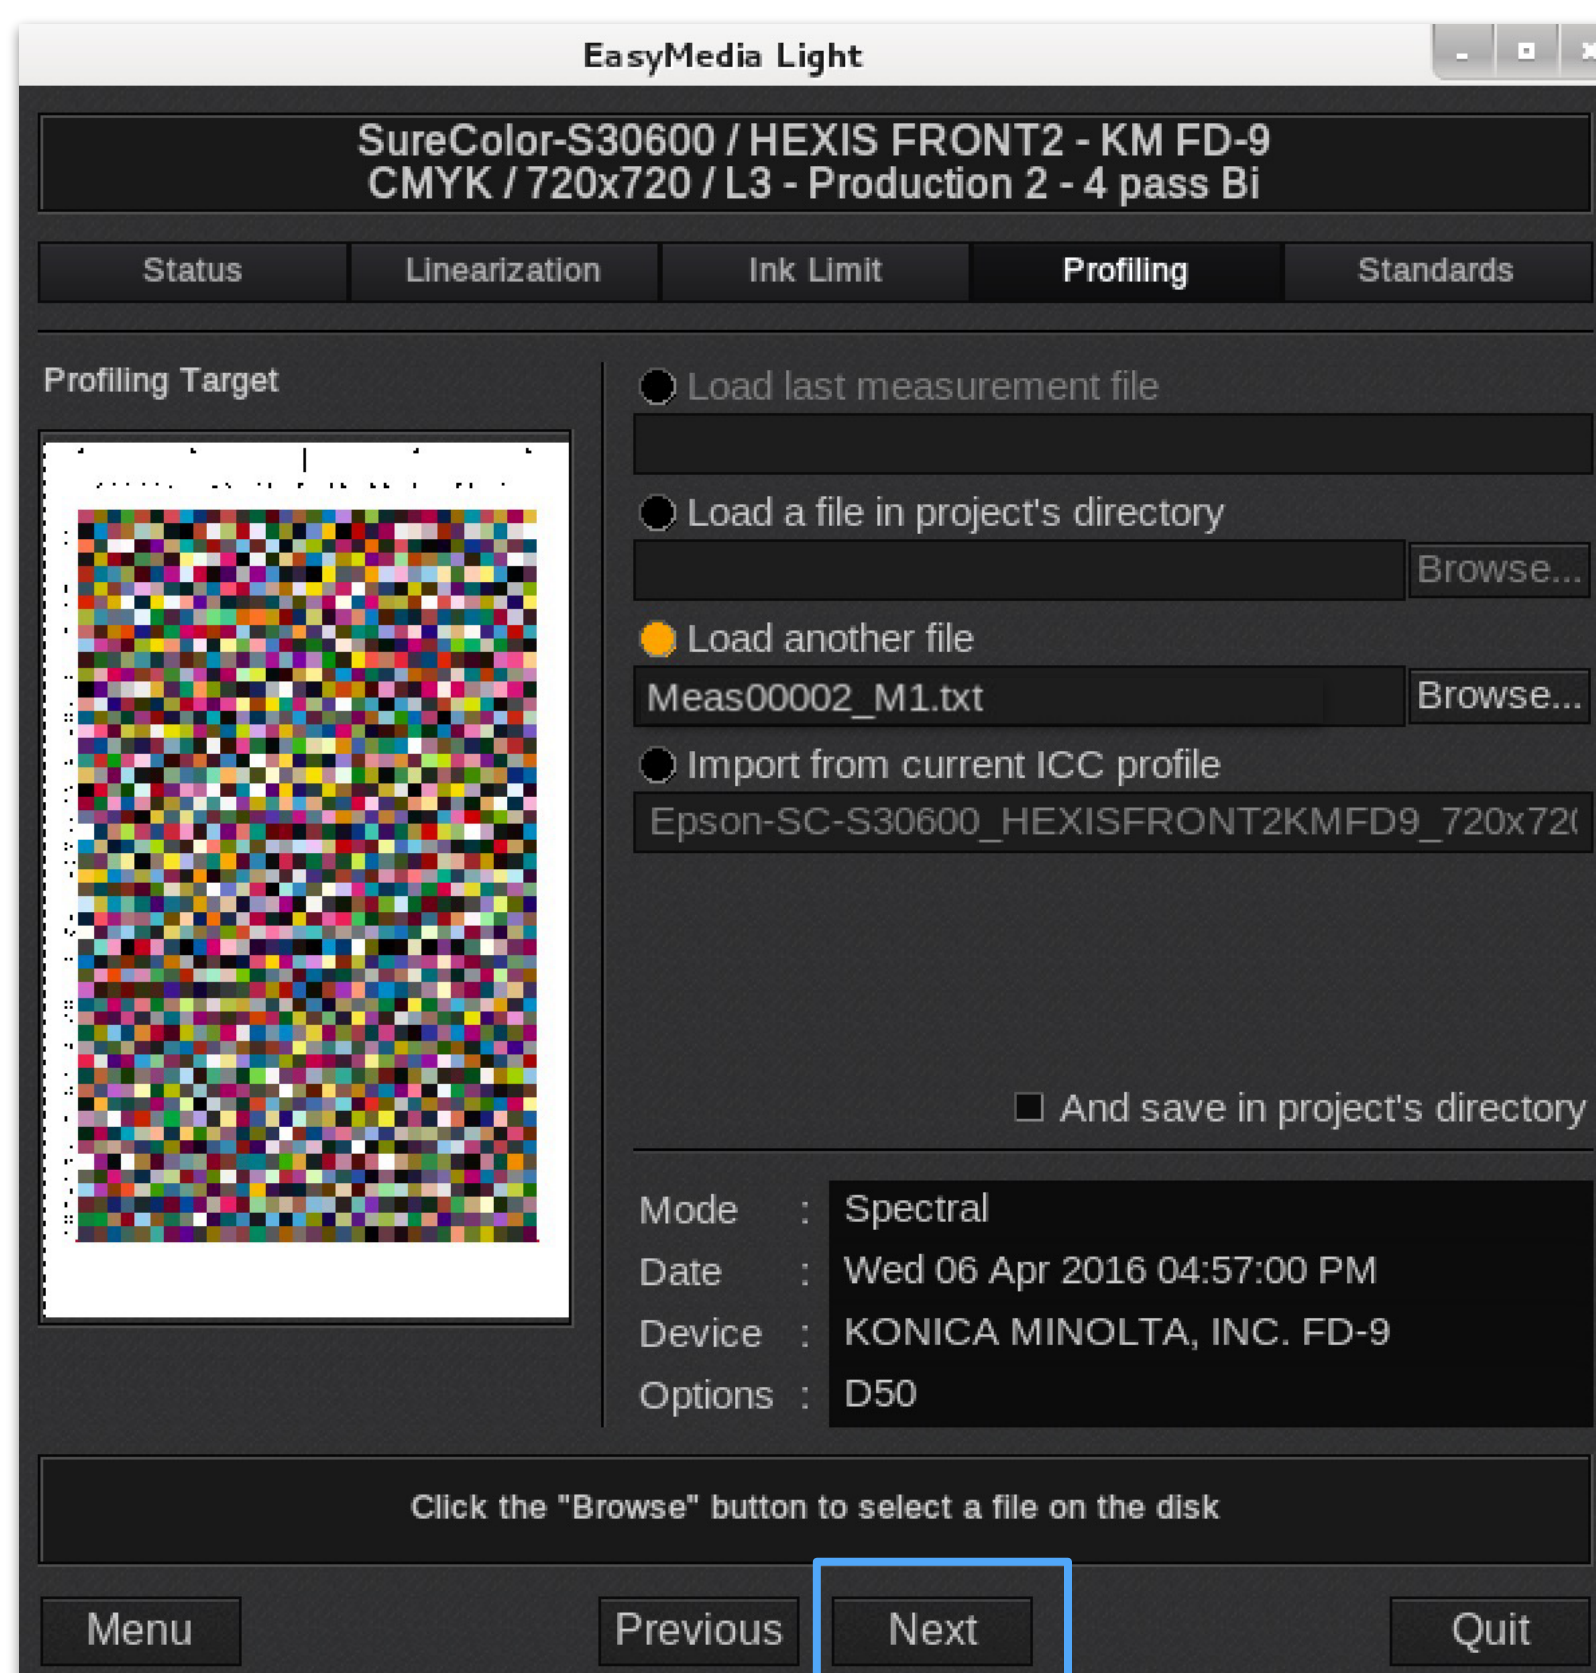 EasyMedia Light
SureColor-S30600 / HEXIS FRONT2 - KM FD-9
CMYK / 720x720 / L3 - Production 2 - 4 pass Bi
Status
Linearization
Ink Limit
Profiling
Standards
Profiling Target
Load last measurement file
Load a file in project's directory
Browse...
Load another file
Meas00002_M1.txt
Browse...
Import from current ICC profile
Epson-SC-S30600_HEXISFRONT2KMFD9_720x720
And save in project's directory
Mode : Spectral
Date : Wed 06 Apr 2016 04:57:00 PM
Device : KONICA MINOLTA, INC. FD-9
Options : D50
Click the "Browse" button to select a file on the disk
Menu
Previous
Next
Quit